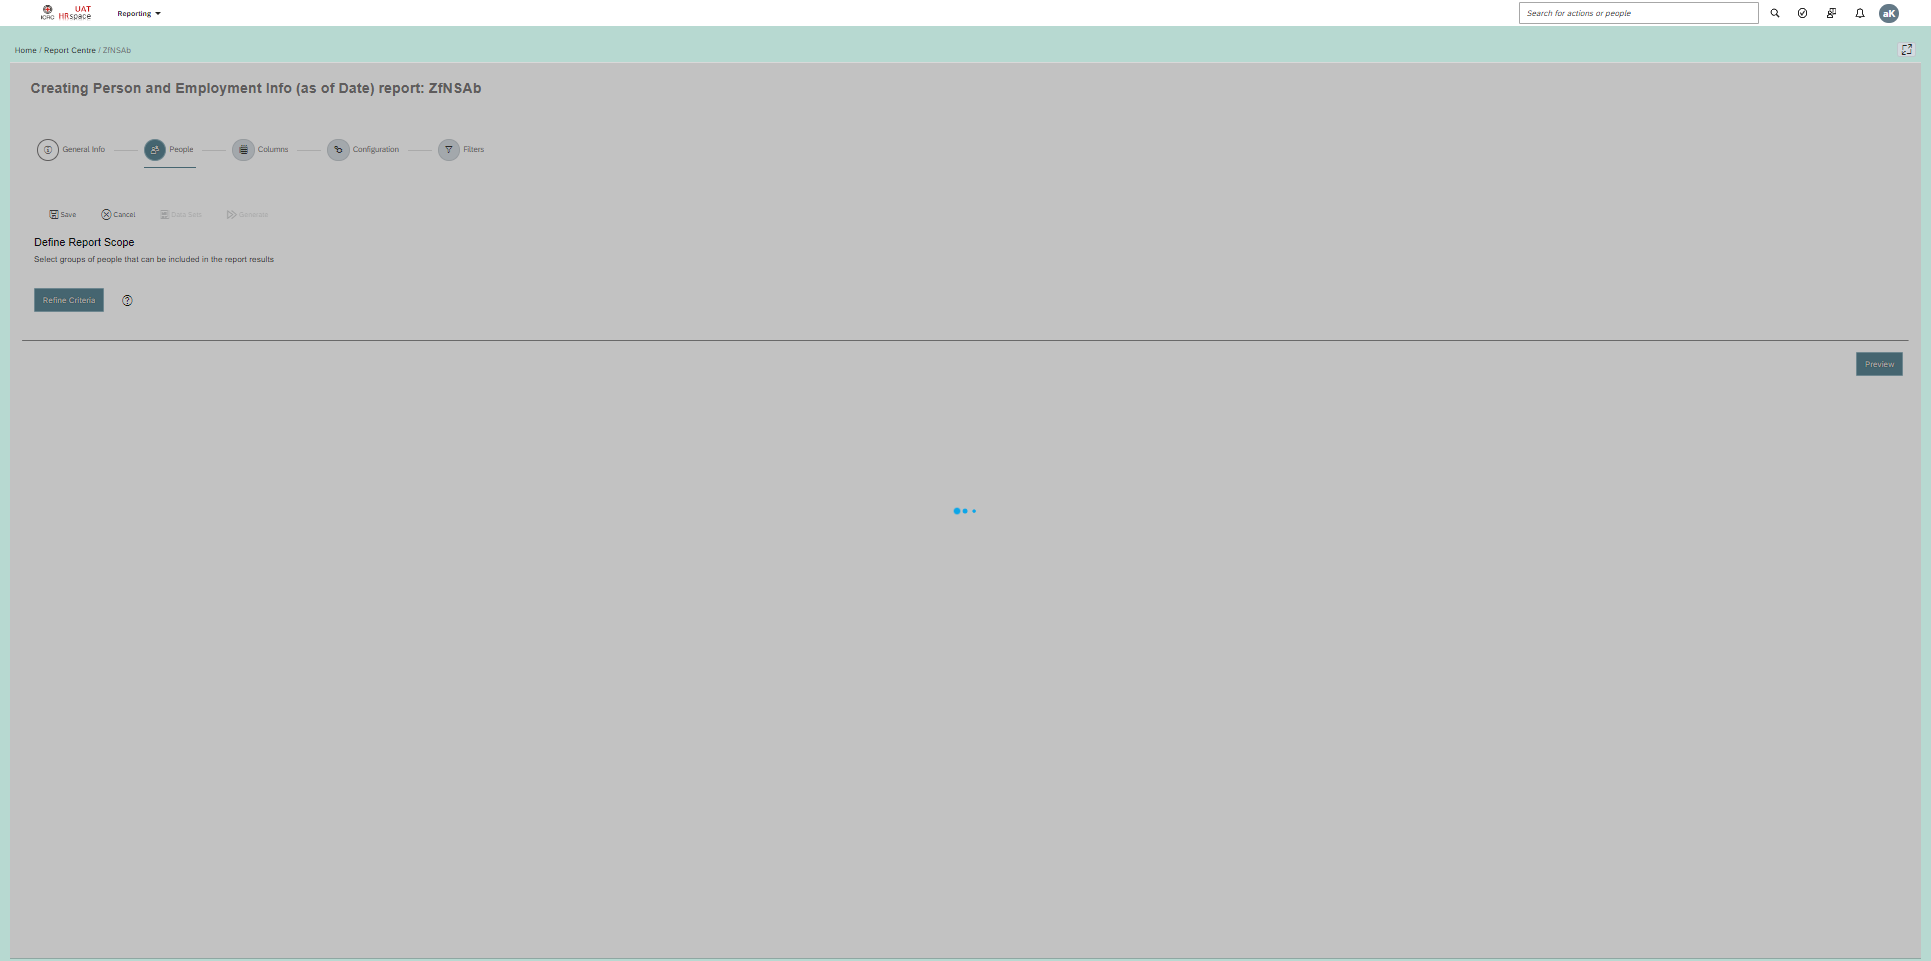 ICRC UAT HRspace Reporting Search for actions or people aK
Home / Report Centre / ZfNSAb
Creating Person and Employment Info (as of Date) report: ZfNSAb
General Info People Columns Configuration Filters
Save Cancel Data Sets Generate
Define Report Scope
Select groups of people that can be included in the report results
Refine Criteria
Preview